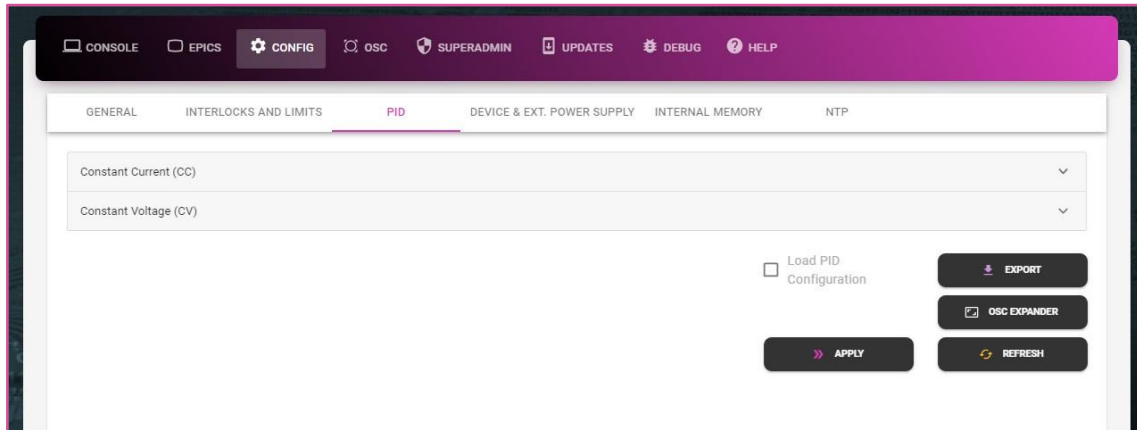 CONSOLE EPICS CONFIG OSC SUPERADMIN UPDATES DEBUG HELP
GENERAL INTERLOCKS AND LIMITS PID DEVICE & EXT. POWER SUPPLY INTERNAL MEMORY NTP
Constant Current (CC)
Constant Voltage (CV)
Load PID
Configuration
EXPORT
OSC EXPANDER
APPLY REFRESH